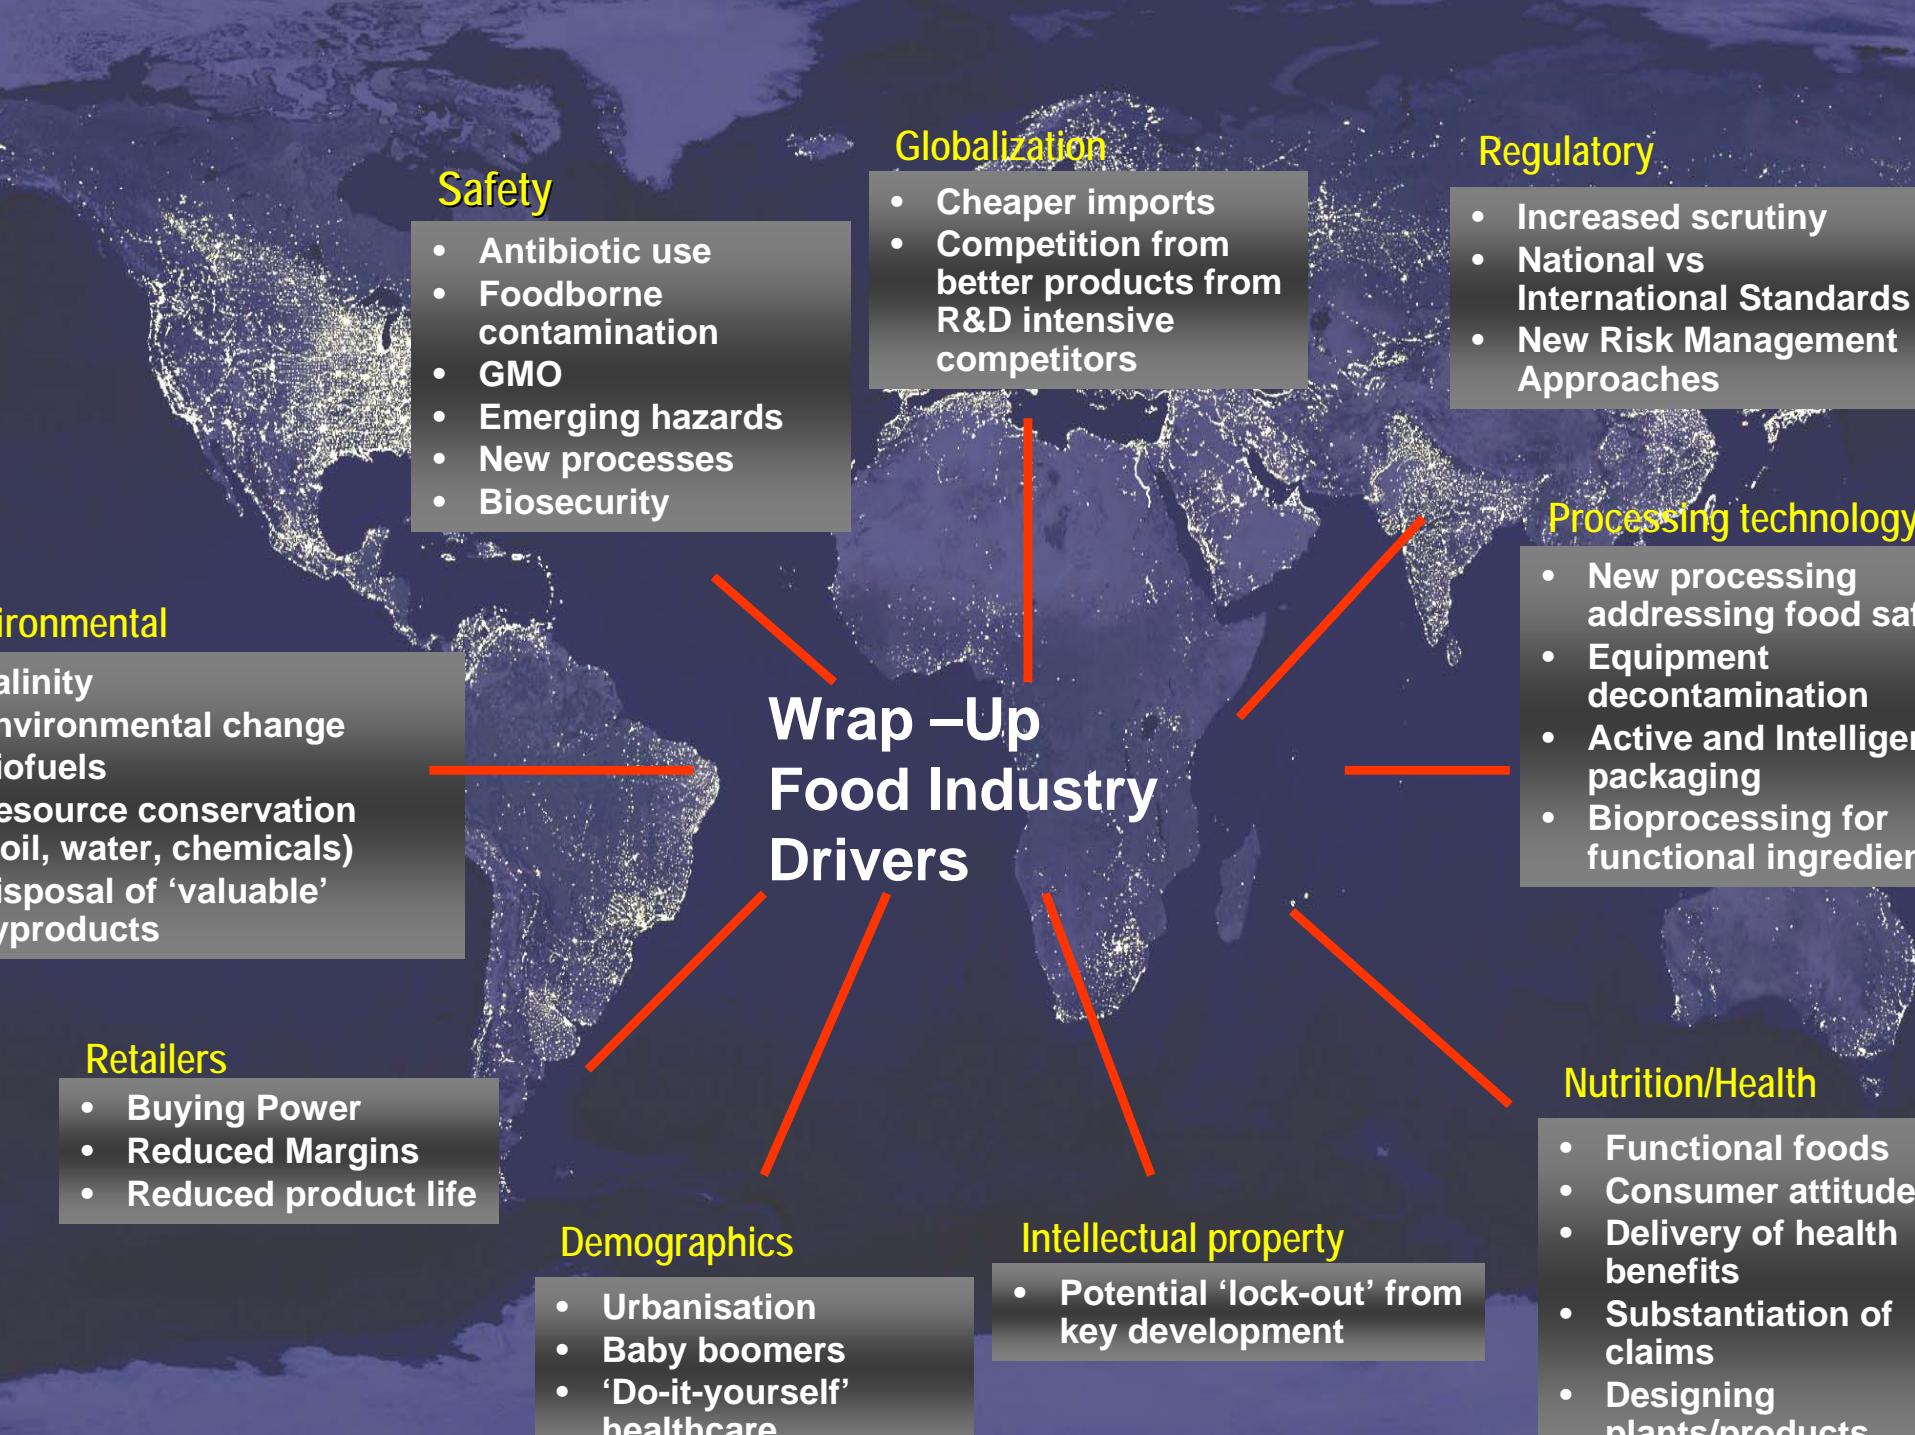 Globalization
• Cheaper imports
• Competition from
better products from
R&D intensive
competitors
Regulatory
• Increased scrutiny
• National vs
International Standards
• New Risk Management
Approaches
Safety
• Antibiotic use
• Foodborne
contamination
• GMO
• Emerging hazards
• New processes
• Biosecurity
Processing technology
• New processing
addressing food saf
• Equipment
decontamination
• Active and Intelliger
packaging
• Bioprocessing for
functional ingredier
ironmental
alinity
nvironmental change
iofuels
esource conservation
oil, water, chemicals)
isposal of ‘valuable’
yproducts
Wrap –Up
Food Industry
Drivers
Retailers
• Buying Power
• Reduced Margins
• Reduced product life
Nutrition/Health
• Functional foods
• Consumer attitude
• Delivery of health
benefits
• Substantiation of
claims
• Designing
plants/products
Demographics
• Urbanisation
• Baby boomers
• ‘Do-it-yourself’
healthcare
Intellectual property
• Potential ‘lock-out’ from
key development